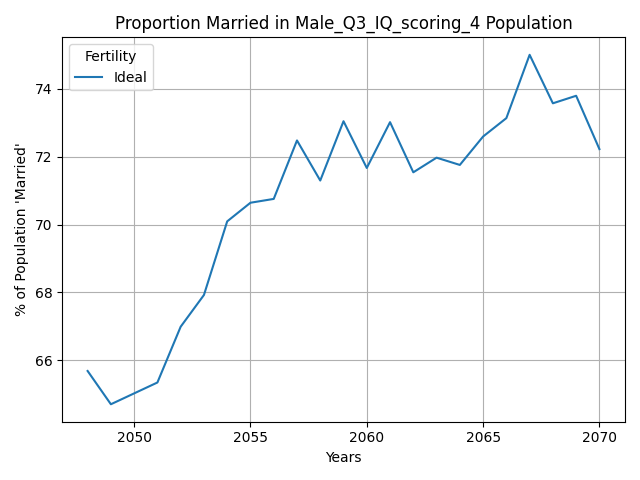 Proportion Married in Male_Q3_IQ_scoring_4 Population
Fertility
Ideal
% of Population 'Married'
74
72
70
68
66
2050 2055 2060 2065 2070
Years